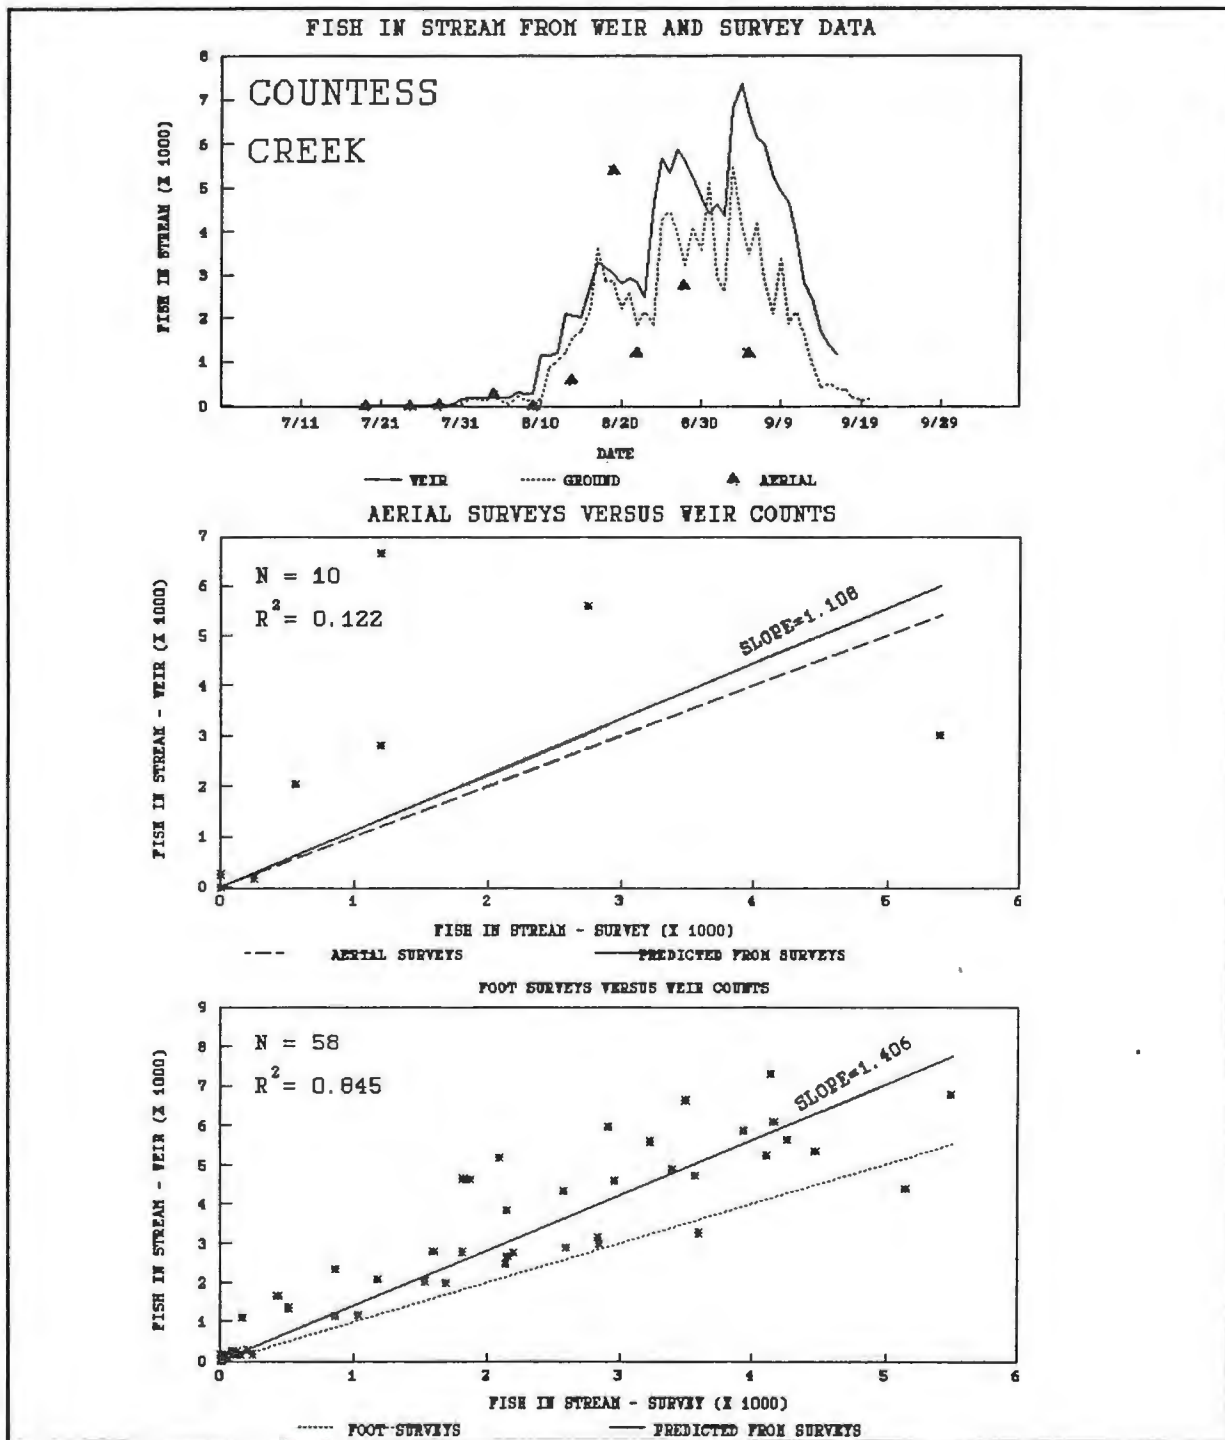 FISH IN STREAM FROM WEIR AND SURVEY DATA
COUNTESS
CREEK
FISH IN STREAM (X 1000)
8
7
6
5
4
3
2
1
0
7/11 7/21 7/31 8/10 8/20 8/30 9/9 9/19 9/29
DATE
WEIR GROUND AERIAL
AERIAL SURVEYS VERSUS WEIR COUNTS
FISH IN STREAM - WEIR (X 1000)
7
6
5
4
3
2
1
0
N = 10
R2= 0.122
SLOPE=1.108
0 1 2 3 4 5 6
FISH IN STREAM - SURVEY (X 1000)
AERIAL SURVEYS PREDICTED FROM SURVEYS
FOOT SURVEYS VERSUS WEIR COUNTS
FISH IN STREAM - WEIR (X 1000)
9
8
7
6
5
4
3
2
1
0
N = 58
R2= 0.845
SLOPE=1.406
0 1 2 3 4 5 6
FISH IN STREAM - SURVEY (X 1000)
FOOT SURVEYS PREDICTED FROM SURVEYS